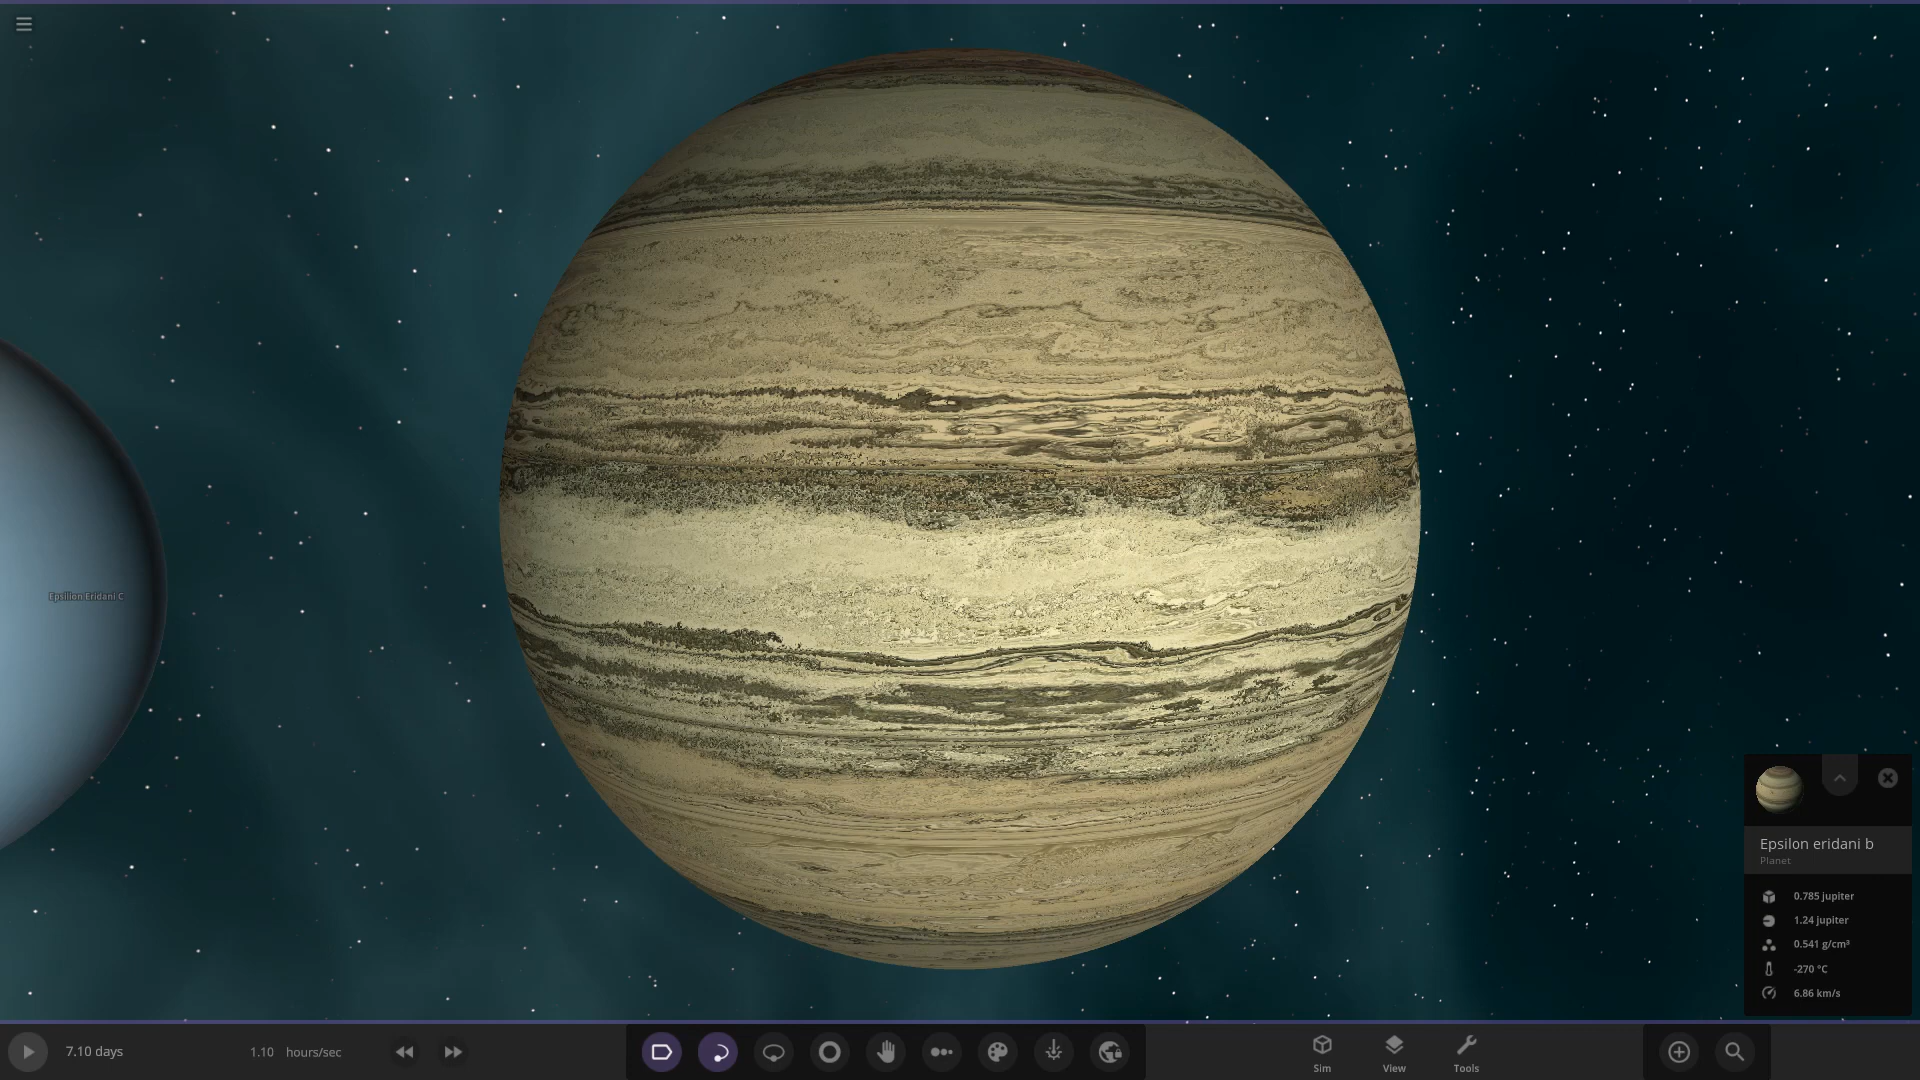 Epsilion Eridani C
Epsilon eridani b
Planet
0.785 jupiter
1.24 jupiter
0.541 g/cm³
-270 °C
6.86 km/s
7.10 days
1.10 hours/sec
Sim
View
Tools